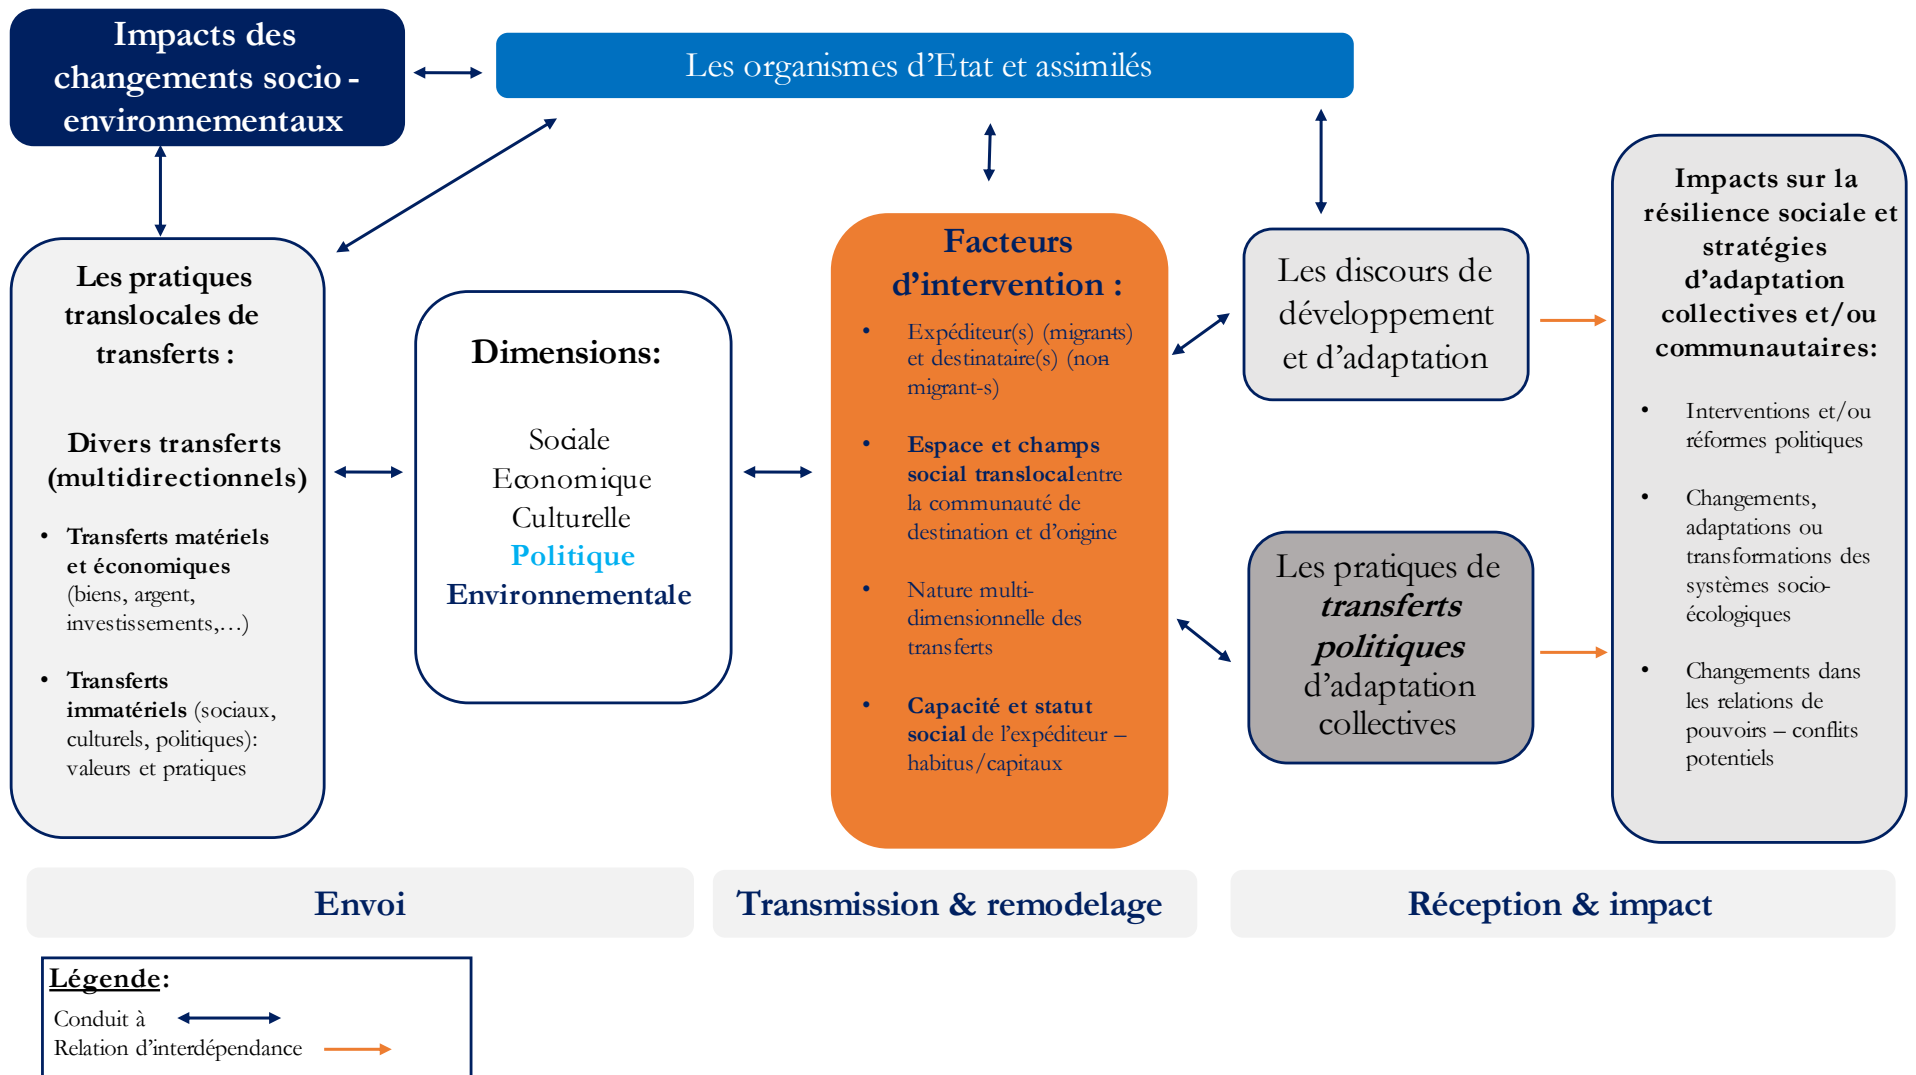 Impacts des
changements socio -
environnementaux
Les organismes d’Etat et assimilés
Les pratiques
translocales de
transferts :
Divers transferts
(multidirectionnels)
• Transferts matériels
et économiques
(biens, argent,
investissements,…)
• Transferts
immatériels (sociaux,
culturels, politiques):
valeurs et pratiques
Dimensions:
Sociale
Economique
Culturelle
Politique
Environnementale
Facteurs
d’intervention :
• Expéditeur(s) (migrant-s)
et destinataire(s) (non-
migrant-s)
• Espace et champs
social translocal entre
la communauté de
destination et d’origine
• Nature multi-
dimensionnelle des
transferts
• Capacité et statut
social de l’expéditeur –
habitus/capitaux
Les discours de
développement
et d’adaptation
Les pratiques de
transferts
politiques
d’adaptation
collectives
Impacts sur la
résilience sociale et
stratégies
d’adaptation
collectives et/ou
communautaires:
• Interventions et/ou
réformes politiques
• Changements,
adaptations ou
transformations des
systèmes socio-
écologiques
• Changements dans
les relations de
pouvoirs – conflits
potentiels
Envoi
Transmission & remodelage
Réception & impact
Légende:
Conduit à
Relation d’interdépendance